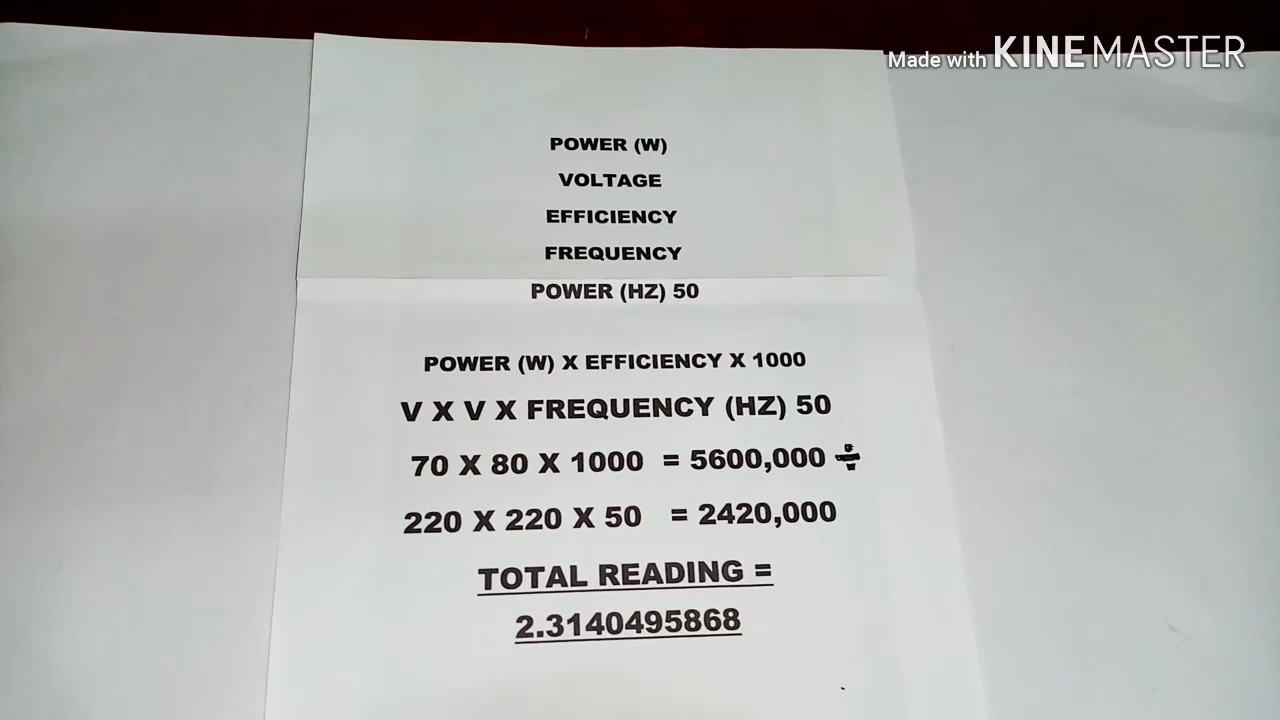 Made with KINEMASTER
POWER (W)
VOLTAGE
EFFICIENCY
FREQUENCY
POWER (HZ) 50
POWER (W) X EFFICIENCY X 1000
V X V X FREQUENCY (HZ) 50
70 X 80 X 1000 = 5600,000 ÷
220 X 220 X 50 = 2420,000
TOTAL READING =
2.3140495868